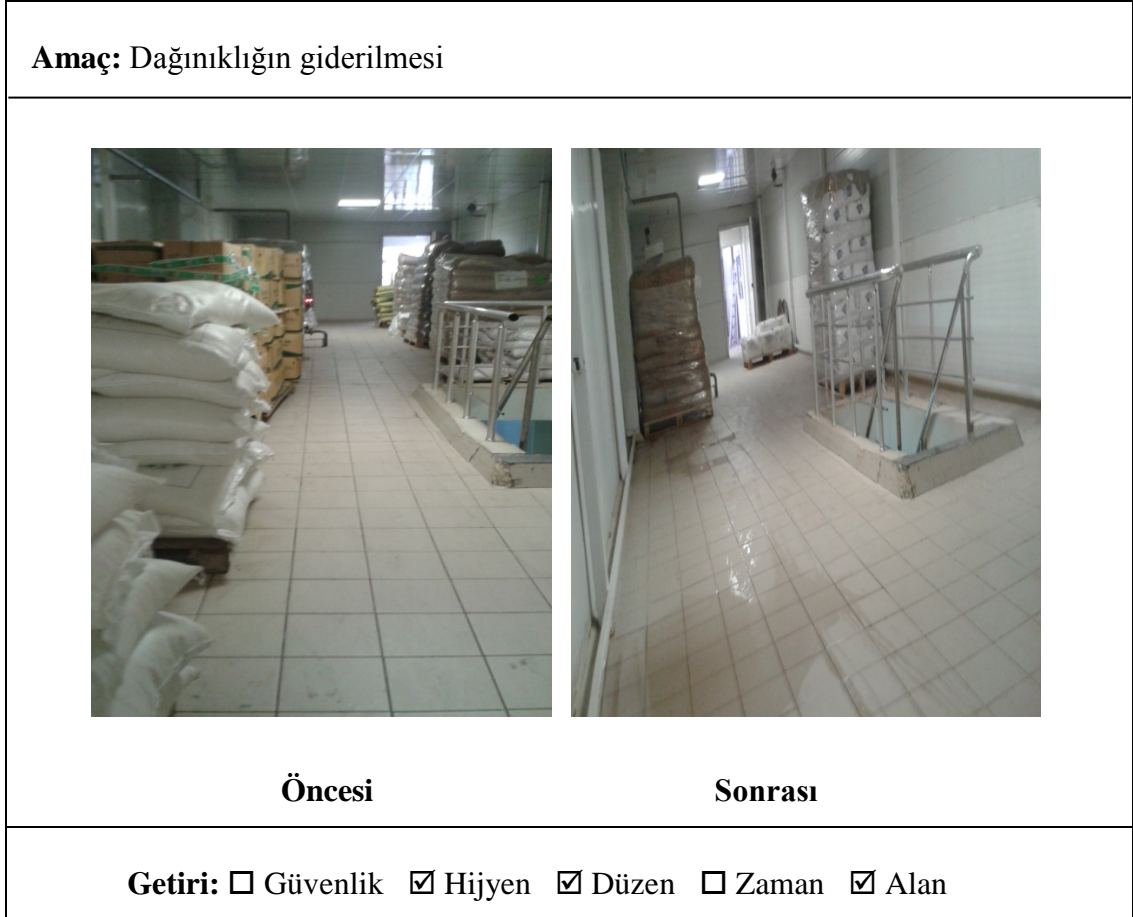 Amaç: Dağınıklığın giderilmesi
Öncesi Sonrası
Getiri: ☐ Güvenlik ☑ Hijyen ☑ Düzen ☐ Zaman ☑ Alan